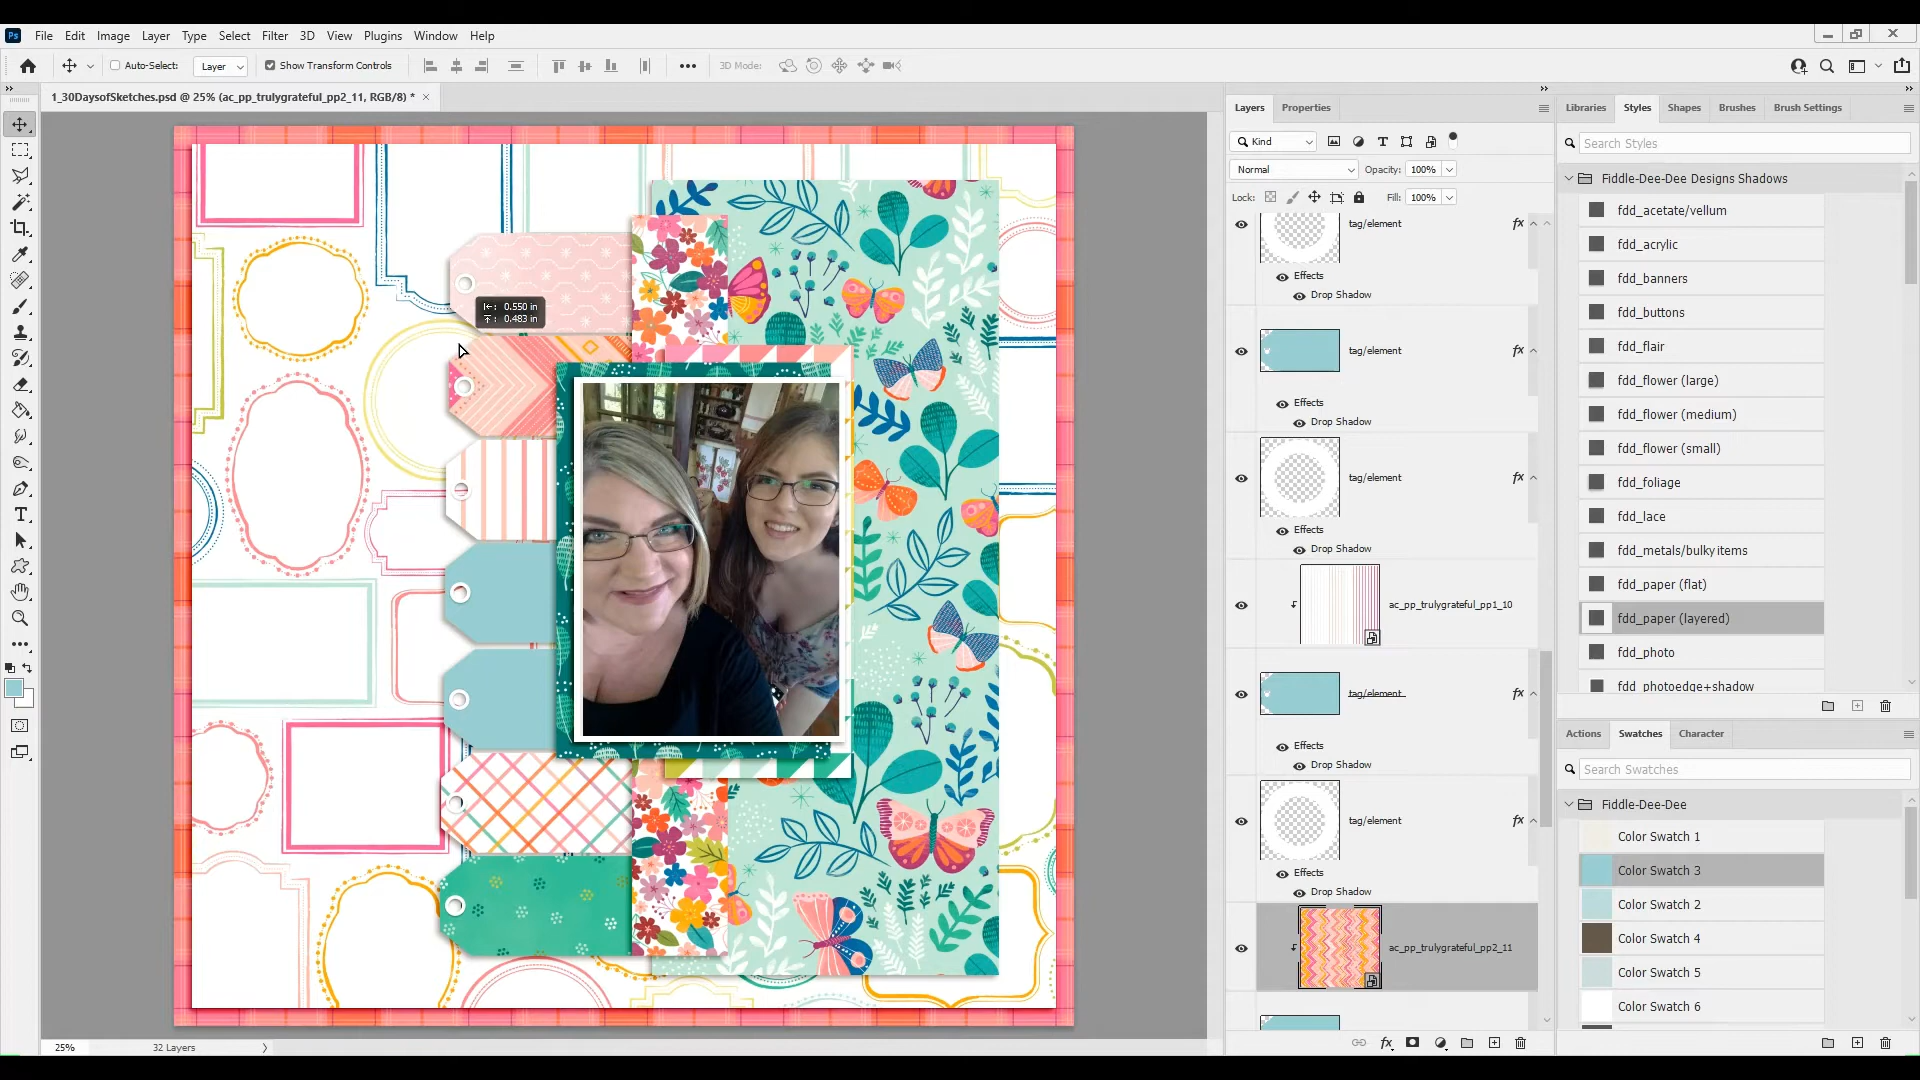 Ps File Edit Image Layer Type Select Filter 3D View Plugins Window Help
Auto-Select: Layer Show Transform Controls 3D Mode:
1_30DaysofSketches.psd @ 25% (ac_pp_trulygrateful_pp2_11, RGB/8) *
0.550 in
0.483 in
25% 32 Layers
Layers Properties
Kind
Normal Opacity: 100%
Lock: Fill: 100%
tag/element fx
Effects
Drop Shadow
tag/element fx
Effects
Drop Shadow
tag/element fx
Effects
Drop Shadow
ac_pp_trulygrateful_pp1_10
tag/element fx
Effects
Drop Shadow
tag/element fx
Effects
Drop Shadow
ac_pp_trulygrateful_pp2_11
fx
Libraries Styles Shapes Brushes Brush Settings
Search Styles
Fiddle-Dee-Dee Designs Shadows
fdd_acetate/vellum
fdd_acrylic
fdd_banners
fdd_buttons
fdd_flair
fdd_flower (large)
fdd_flower (medium)
fdd_flower (small)
fdd_foliage
fdd_lace
fdd_metals/bulky items
fdd_paper (flat)
fdd_paper (layered)
fdd_photo
fdd_photoedge+shadow
Actions Swatches Character
Search Swatches
Fiddle-Dee-Dee
Color Swatch 1
Color Swatch 3
Color Swatch 2
Color Swatch 4
Color Swatch 5
Color Swatch 6